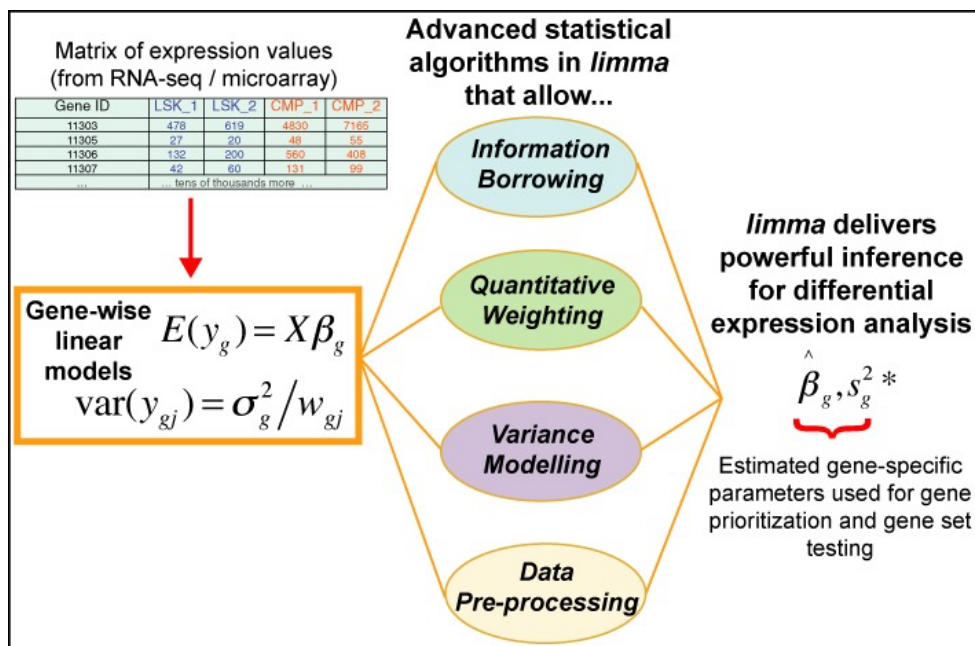 Matrix of expression values
(from RNA-seq / microarray)
Gene ID LSK_1 LSK_2 CMP_1 CMP_2
11303 478 619 4830 7165
11305 27 20 48 55
11306 132 200 560 408
11307 42 60 131 99
... ... tens of thousands more ...
Gene-wise
linear
models
E(y_g) = Xβ_g
var(y_gj) = σ_g^2/w_gj
Advanced statistical
algorithms in limma
that allow...
Information
Borrowing
Quantitative
Weighting
Variance
Modelling
Data
Pre-processing
limma delivers
powerful inference
for differential
expression analysis
β̂_g, s_g^2 *
Estimated gene-specific
parameters used for gene
prioritization and gene set
testing